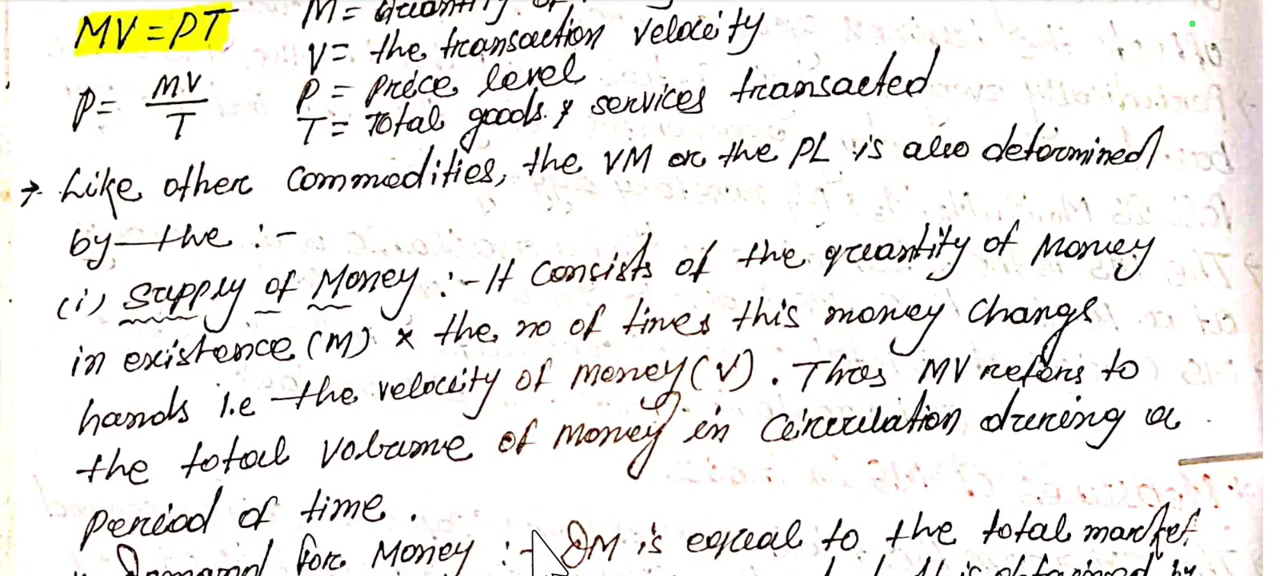 MV = PT
M = Quantity of
V = the transaction velocity
P = MV / T
P = Price level
T = Total goods & services transacted
→ Like other commodities, the VM or the PL is also determined
by the :-
(i) Supply of Money :- It consists of the quantity of Money
in existence (M) x the no of times this money changs
hands i.e the velocity of money (V). Thus MV refers to
the total volume of money in circulation during a
period of time.
Demand for Money :- DM is equal to the total market